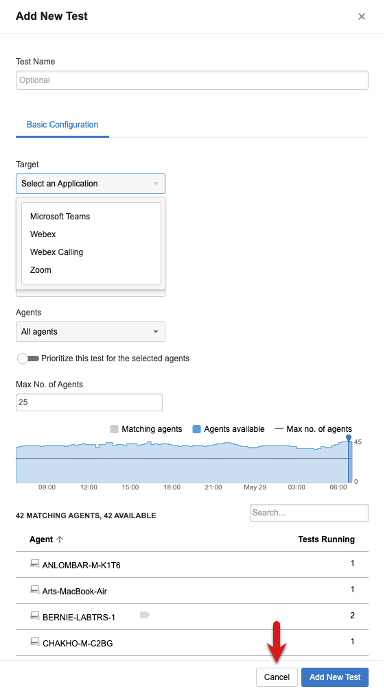 Add New Test
Test Name
Optional
Basic Configuration
Target
Select an Application
Microsoft Teams
Webex
Webex Calling
Zoom
Agents
All agents
Prioritize this test for the selected agents
Max No. of Agents
25
Matching agents Agents available Max no. of agents
45
0
09:00 12:00 15:00 18:00 21:00 May 29 03:00 06:00
42 MATCHING AGENTS, 42 AVAILABLE Search...
Agent Tests Running
ANLOMBAR-M-K1T6 1
Arts-MacBook-Air 1
BERNIE-LABTRS-1 2
CHAKHO-M-C2BG 1
Cancel Add New Test